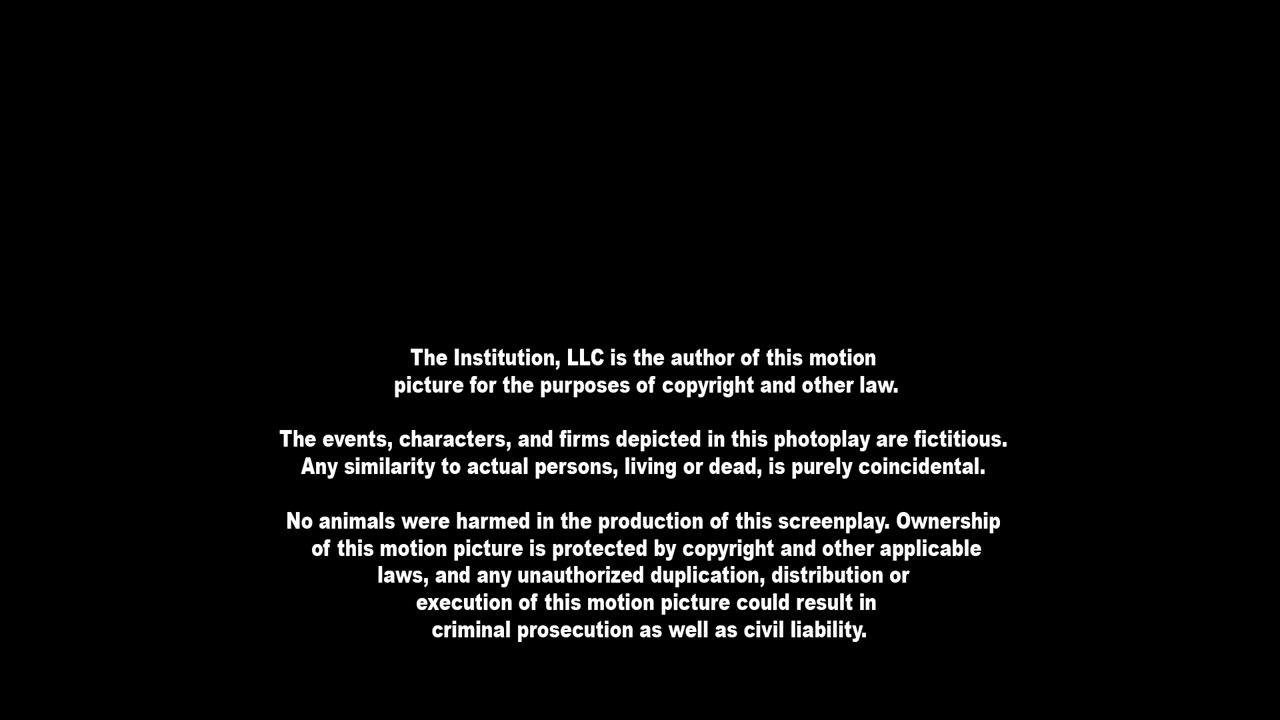 The Institution, LLC is the author of this motion
picture for the purposes of copyright and other law.
The events, characters, and firms depicted in this photoplay are fictitious.
Any similarity to actual persons, living or dead, is purely coincidental.
No animals were harmed in the production of this screenplay. Ownership
of this motion picture is protected by copyright and other applicable
laws, and any unauthorized duplication, distribution or
execution of this motion picture could result in
criminal prosecution as well as civil liability.